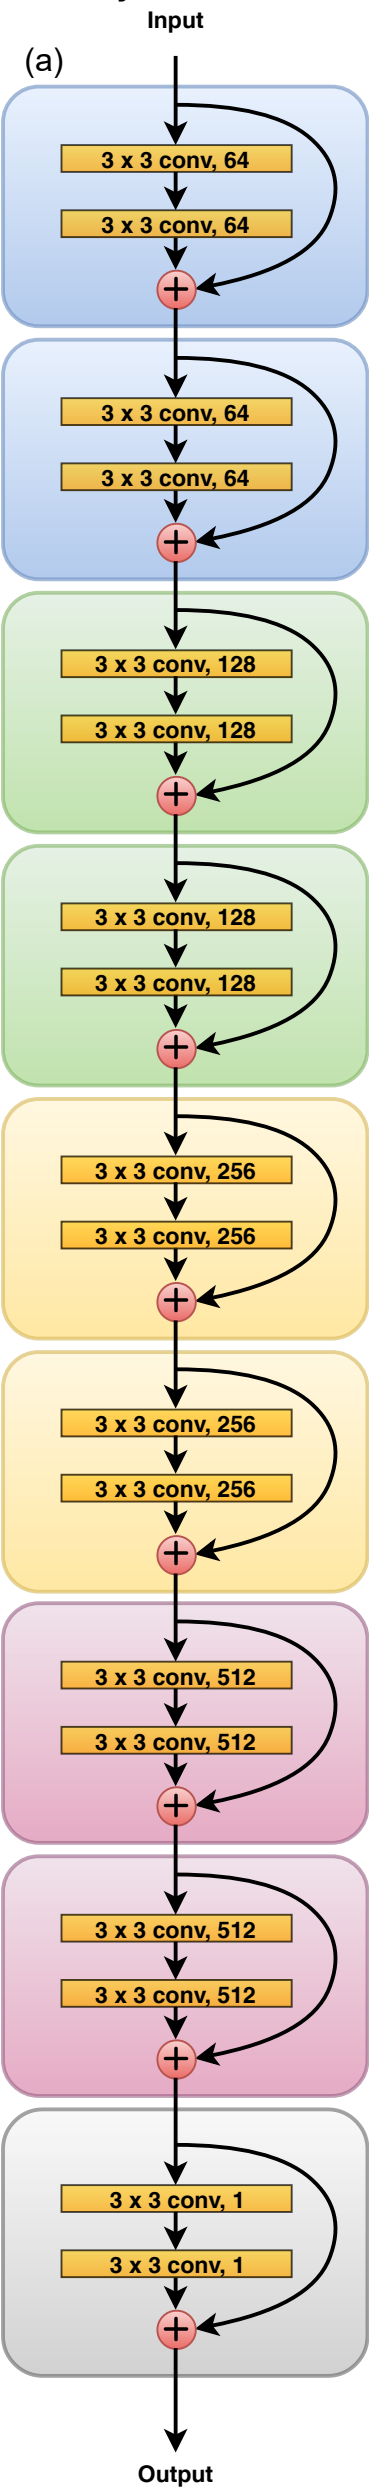 Input
(a)
3 x 3 conv, 64
3 x 3 conv, 64
+
3 x 3 conv, 64
3 x 3 conv, 64
+
3 x 3 conv, 128
3 x 3 conv, 128
+
3 x 3 conv, 128
3 x 3 conv, 128
+
3 x 3 conv, 256
3 x 3 conv, 256
+
3 x 3 conv, 256
3 x 3 conv, 256
+
3 x 3 conv, 512
3 x 3 conv, 512
+
3 x 3 conv, 512
3 x 3 conv, 512
+
3 x 3 conv, 1
3 x 3 conv, 1
+
Output